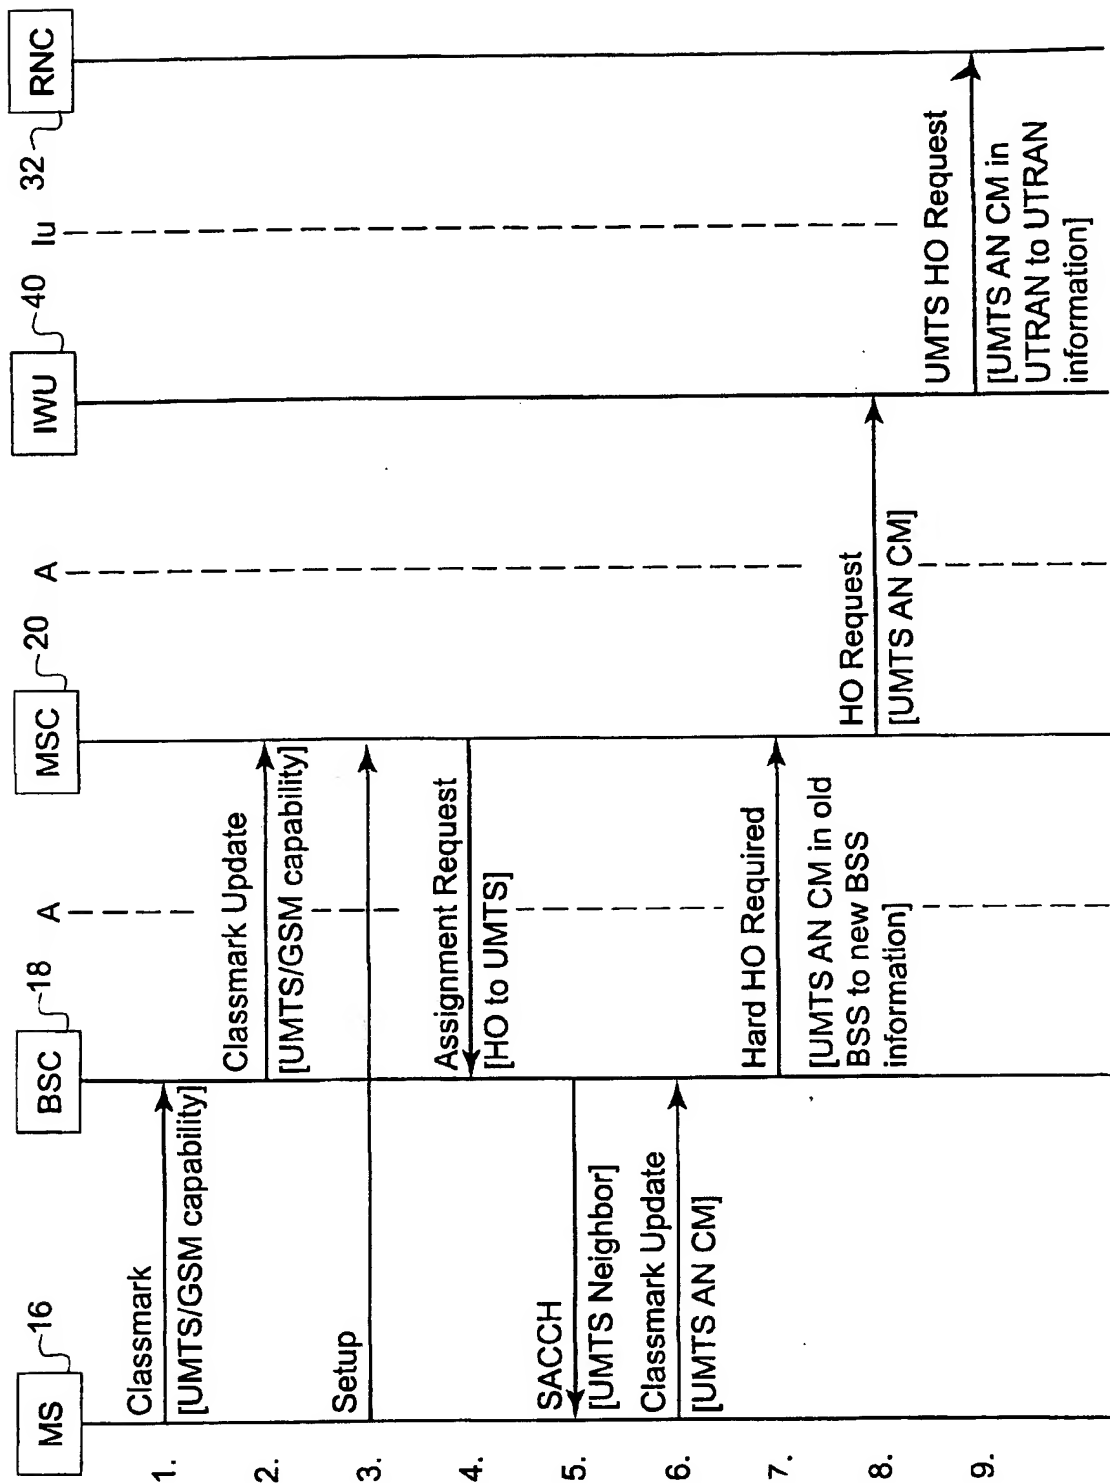 MS 16 BSC 18 A MSC 20 A IWU 40 Iu 32 RNC
1.
Classmark
[UMTS/GSM capability]
2.
Classmark Update
[UMTS/GSM capability]
3.
Setup
4.
Assignment Request
[HO to UMTS]
5.
SACCH
[UMTS Neighbor]
6.
Classmark Update
[UMTS AN CM]
7.
Hard HO Required
[UMTS AN CM in old
BSS to new BSS
information]
8.
HO Request
[UMTS AN CM]
9.
UMTS HO Request
[UMTS AN CM in
UTRAN to UTRAN
information]